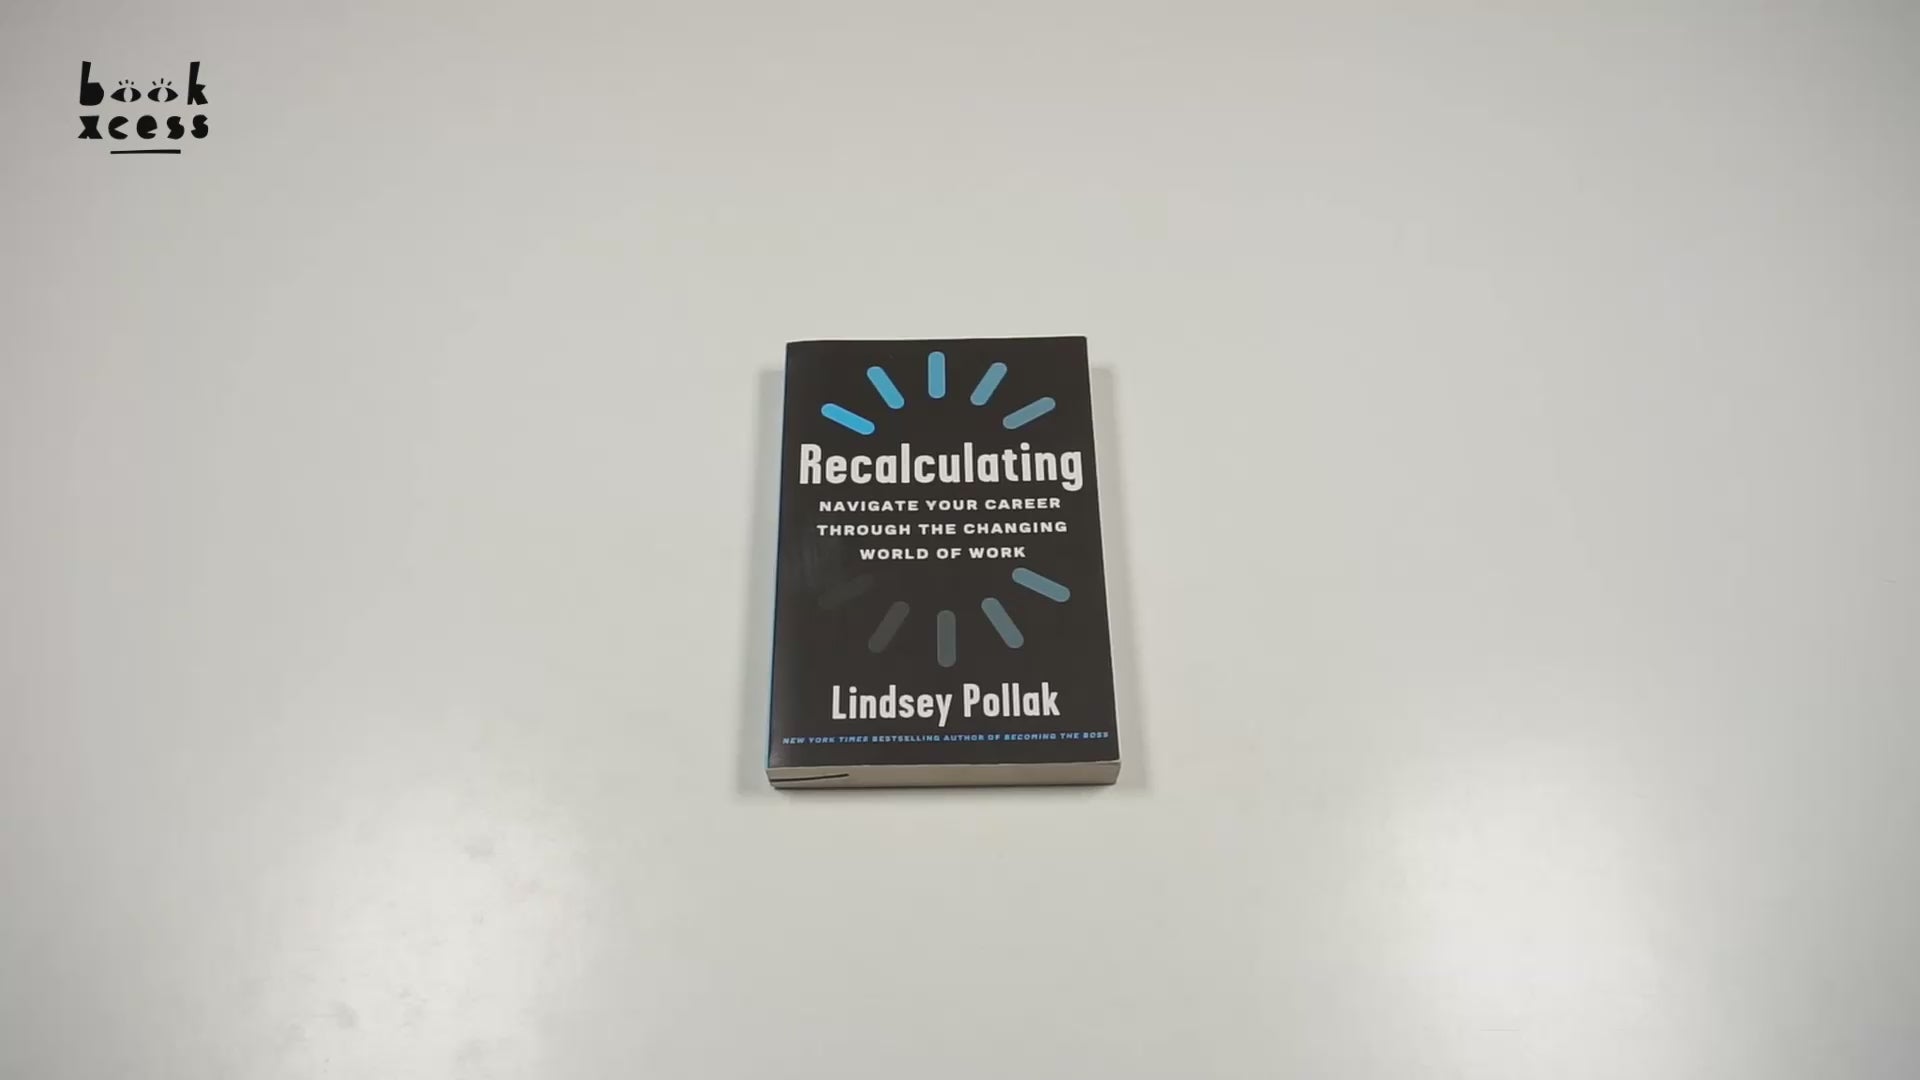 book
xcess
Recalculating
NAVIGATE YOUR CAREER
THROUGH THE CHANGING
WORLD OF WORK
Lindsey Pollak
NEW YORK TIMES BESTSELLING AUTHOR OF BECOMING THE BOSS